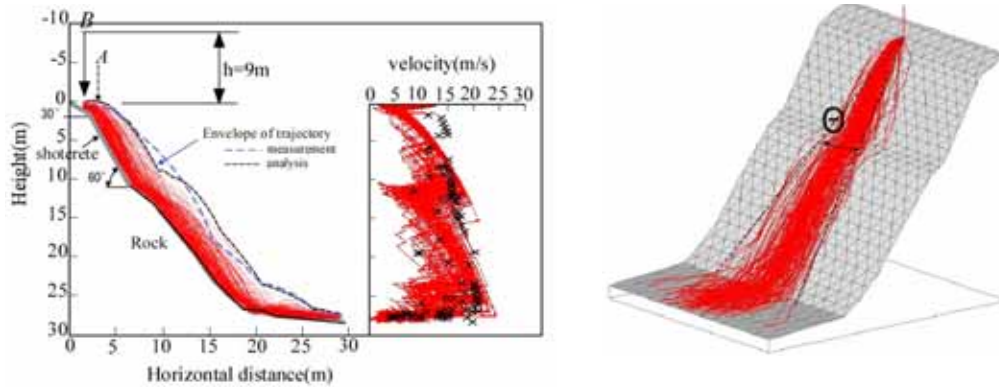 -10
B
-5
A
h=9m
velocity(m/s)
0
0 5 10 15 20 25 30
30°
5
Envelope of trajectory
shotcrete
measurement
analysis
Height(m)
60°
10
15
Rock
20
25
30
0 5 10 15 20 25 30
Horizontal distance(m)
Θ